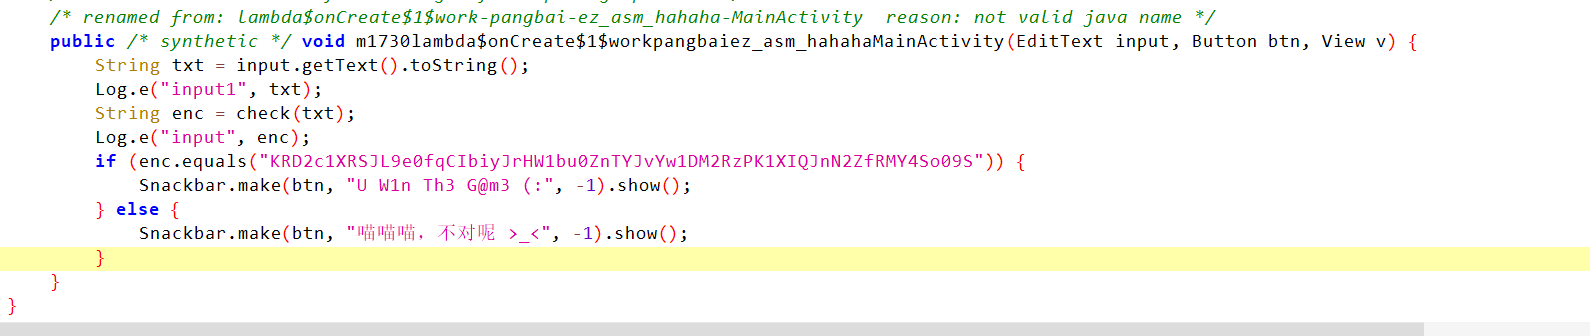 /* renamed from: lambda$onCreate$1$work-pangbai-ez_asm_hahaha-MainActivity  reason: not valid java name */
public /* synthetic */ void m1730lambda$onCreate$1$workpangbaiez_asm_hahahaMainActivity(EditText input, Button btn, View v) {
String txt = input.getText().toString();
Log.e("input1", txt);
String enc = check(txt);
Log.e("input", enc);
if (enc.equals("KRD2c1XRSJL9e0fqCIbiyJrHW1bu0ZnTYJvYw1DM2RzPK1XIQJnN2ZfRMY4So09S")) {
Snackbar.make(btn, "U W1n Th3 G@m3 (:", -1).show();
} else {
Snackbar.make(btn, "喵喵喵，不对呢 >_<", -1).show();
}
}
}